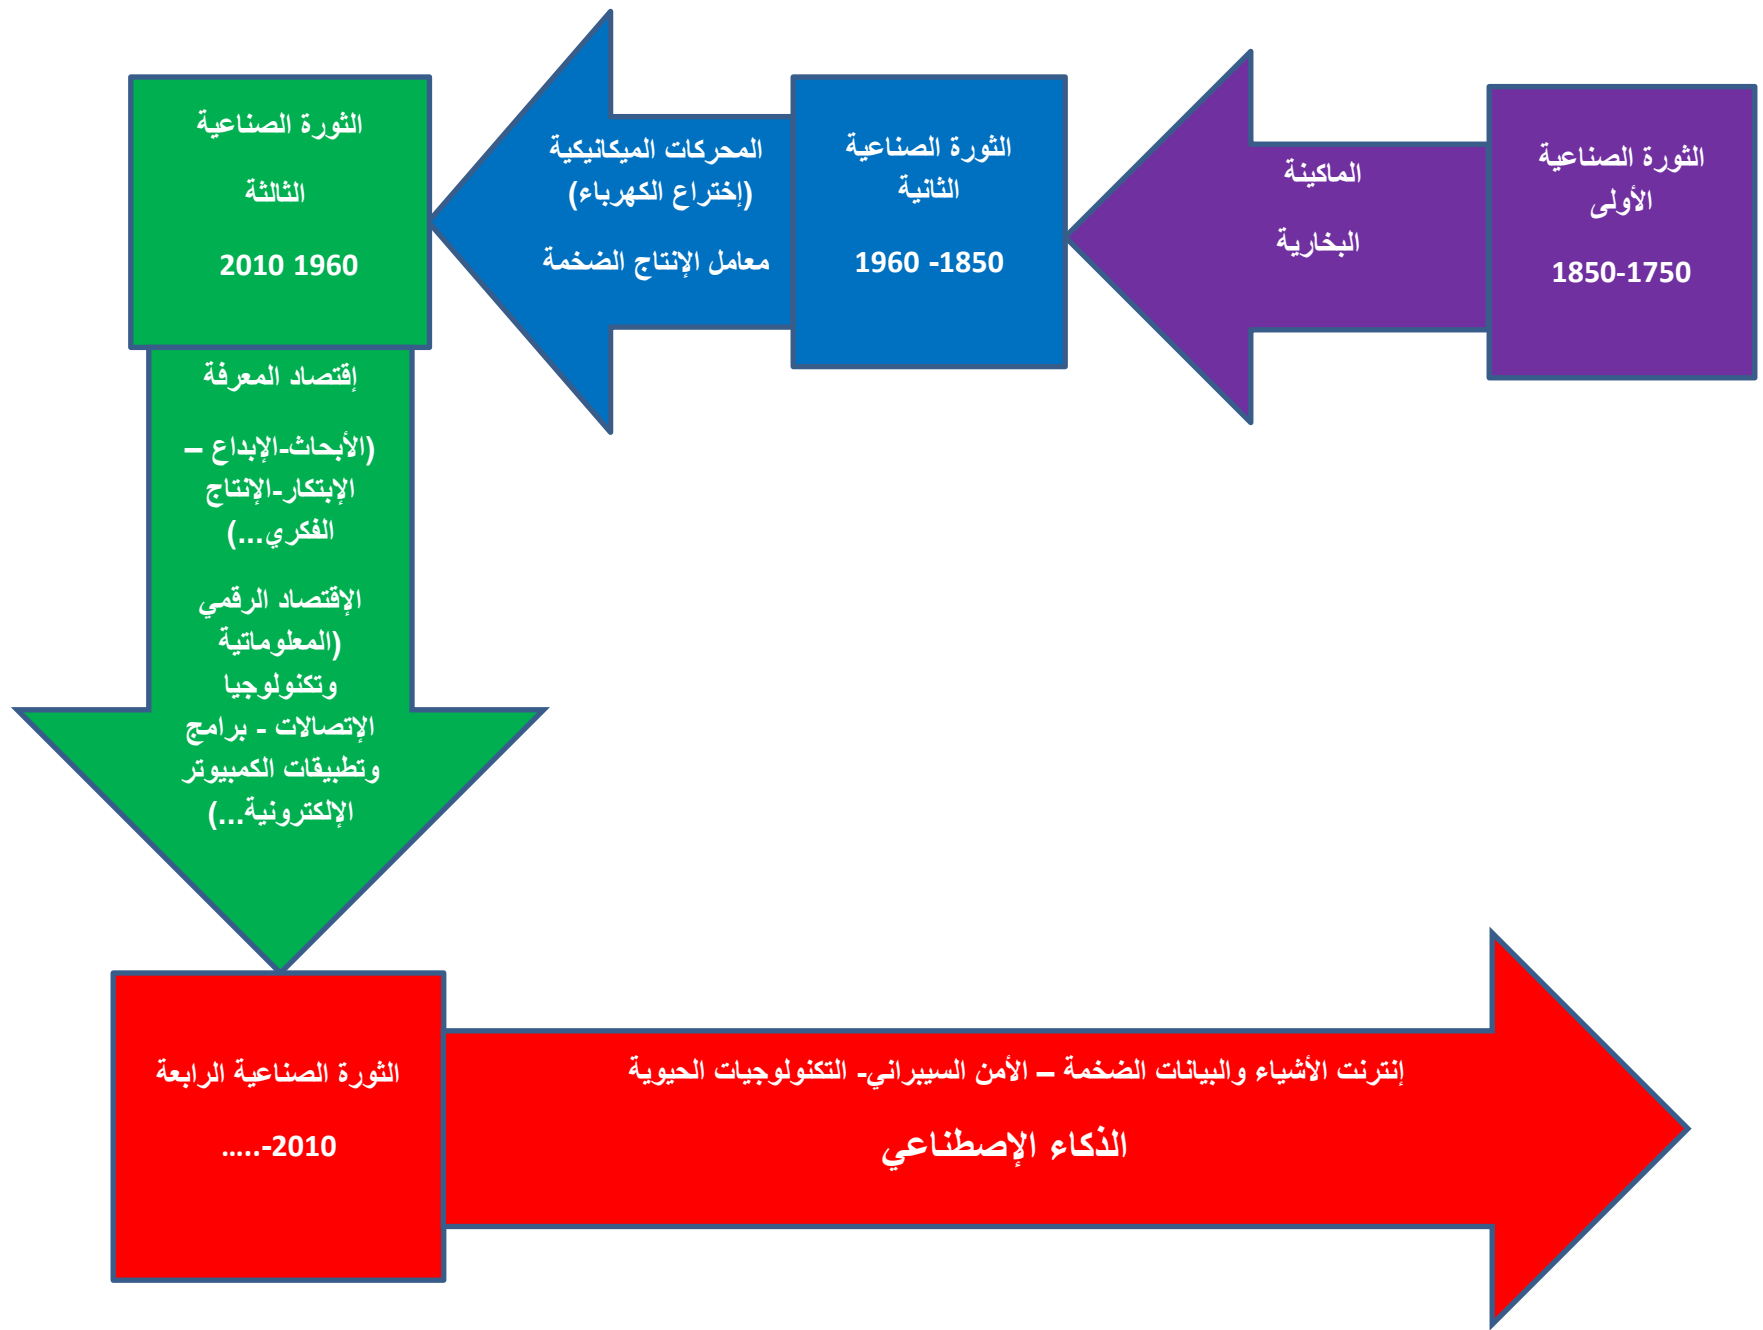 الثورة الصناعية
الأولى
1850-1750
الماكينة
البخارية
الثورة الصناعية
الثانية
1960 -1850
المحركات الميكانيكية
(إختراع الكهرباء)
معامل الإنتاج الضخمة
الثورة الصناعية
الثالثة
2010 1960
إقتصاد المعرفة
(الأبحاث-الإبداع –
الإبتكار-الإنتاج
الفكري...)
الإقتصاد الرقمي
(المعلوماتية
وتكنولوجيا
الإتصالات - برامج
وتطبيقات الكمبيوتر
الإلكترونية...)
الثورة الصناعية الرابعة
.....-2010
إنترنت الأشياء والبيانات الضخمة – الأمن السيبراني- التكنولوجيات الحيوية
الذكاء الإصطناعي